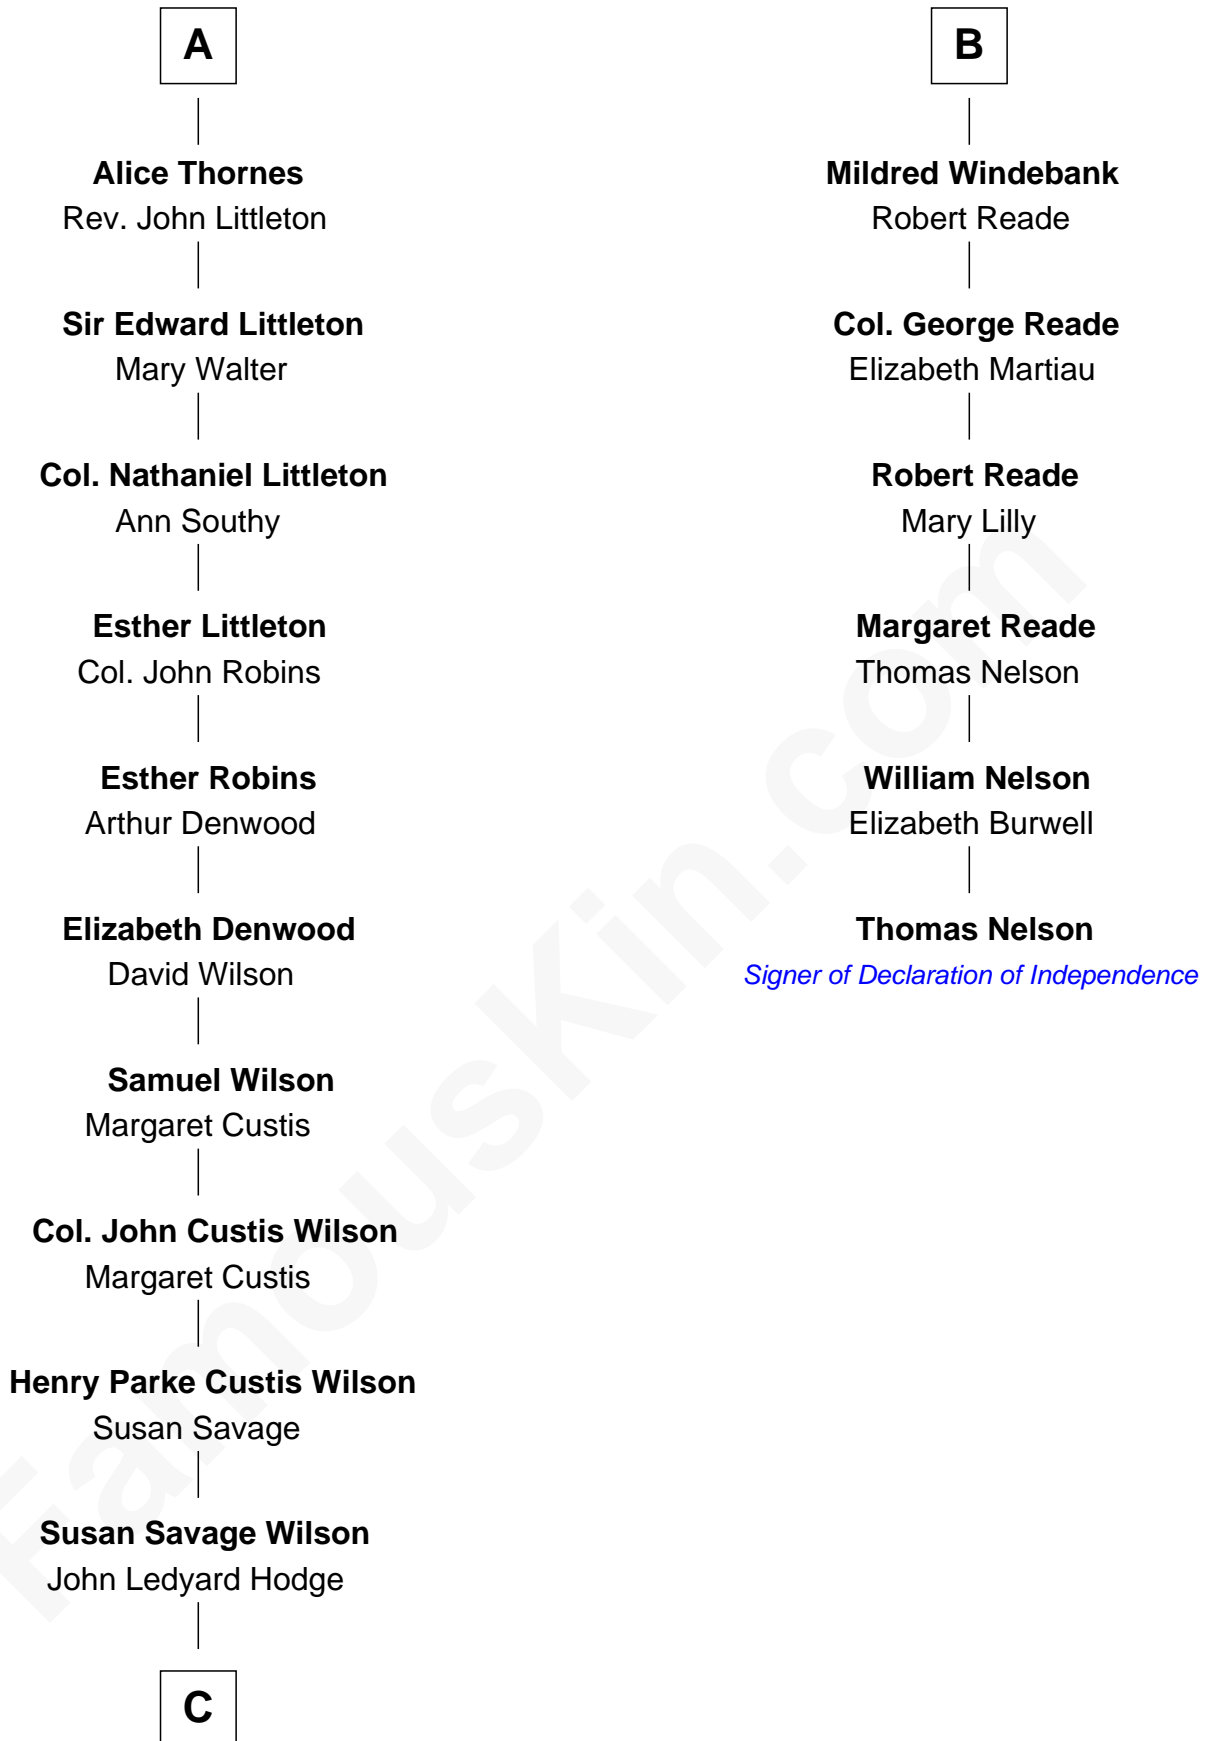 A
Alice Thornes
Rev. John Littleton
Sir Edward Littleton
Mary Walter
Col. Nathaniel Littleton
Ann Southy
Esther Littleton
Col. John Robins
Esther Robins
Arthur Denwood
Elizabeth Denwood
David Wilson
Samuel Wilson
Margaret Custis
Col. John Custis Wilson
Margaret Custis
Henry Parke Custis Wilson
Susan Savage
Susan Savage Wilson
John Ledyard Hodge
C
B
Mildred Windebank
Robert Reade
Col. George Reade
Elizabeth Martiau
Robert Reade
Mary Lilly
Margaret Reade
Thomas Nelson
William Nelson
Elizabeth Burwell
Thomas Nelson
Signer of Declaration of Independence
FamousKin.com